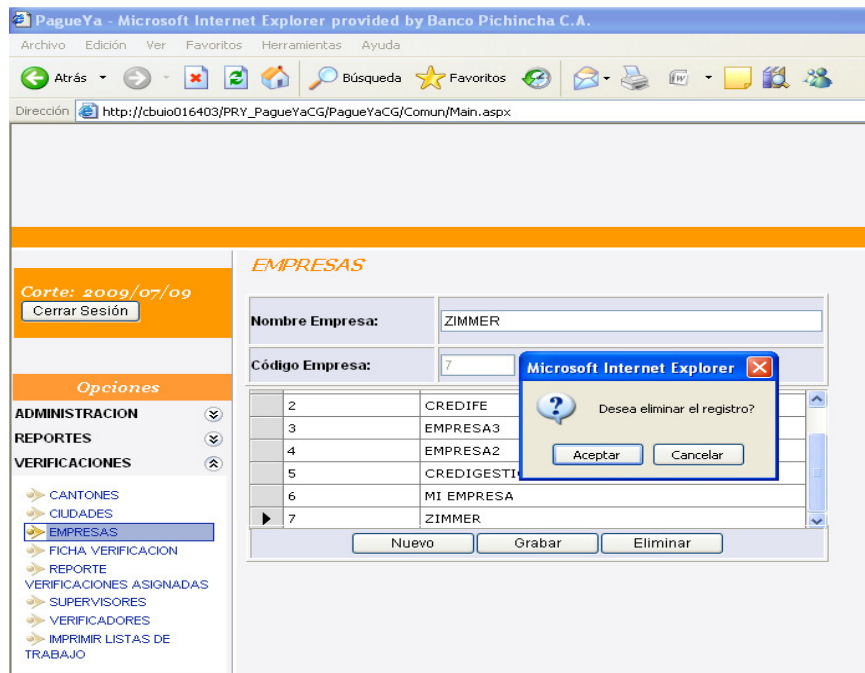 PagueYa - Microsoft Internet Explorer provided by Banco Pichincha C.A.
Archivo Edición Ver Favoritos Herramientas Ayuda
Atrás Búsqueda Favoritos
Dirección http://cbuio016403/PRY_PagueYaCG/PagueYaCG/Comun/Main.aspx
EMPRESAS
Corte: 2009/07/09
Cerrar Sesión
Nombre Empresa: ZIMMER
Código Empresa: 7
Microsoft Internet Explorer
Desea eliminar el registro?
Aceptar Cancelar
2 CREDIFE
3 EMPRESA3
4 EMPRESA2
5 CREDIGESTI
6 MI EMPRESA
7 ZIMMER
Nuevo Grabar Eliminar
Opciones
ADMINISTRACION
REPORTES
VERIFICACIONES
CANTONES
CIUDADES
EMPRESAS
FICHA VERIFICACION
REPORTE
VERIFICACIONES ASIGNADAS
SUPERVISORES
VERIFICADORES
IMPRIMIR LISTAS DE
TRABAJO